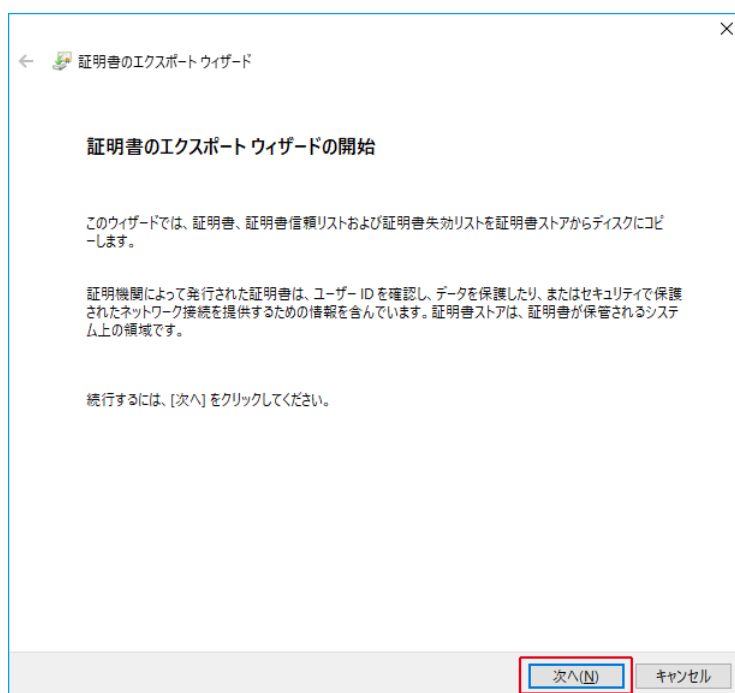 証明書のエクスポート ウィザード
証明書のエクスポート ウィザードの開始
このウィザードでは、証明書、証明書信頼リストおよび証明書失効リストを証明書ストアからディスクにコピ
ーします。
証明機関によって発行された証明書は、ユーザー ID を確認し、データを保護したり、またはセキュリティで保護
されたネットワーク接続を提供するための情報を含んでいます。証明書ストアは、証明書が保管されるシステ
ム上の領域です。
続行するには、[次へ] をクリックしてください。
次へ(N)
キャンセル